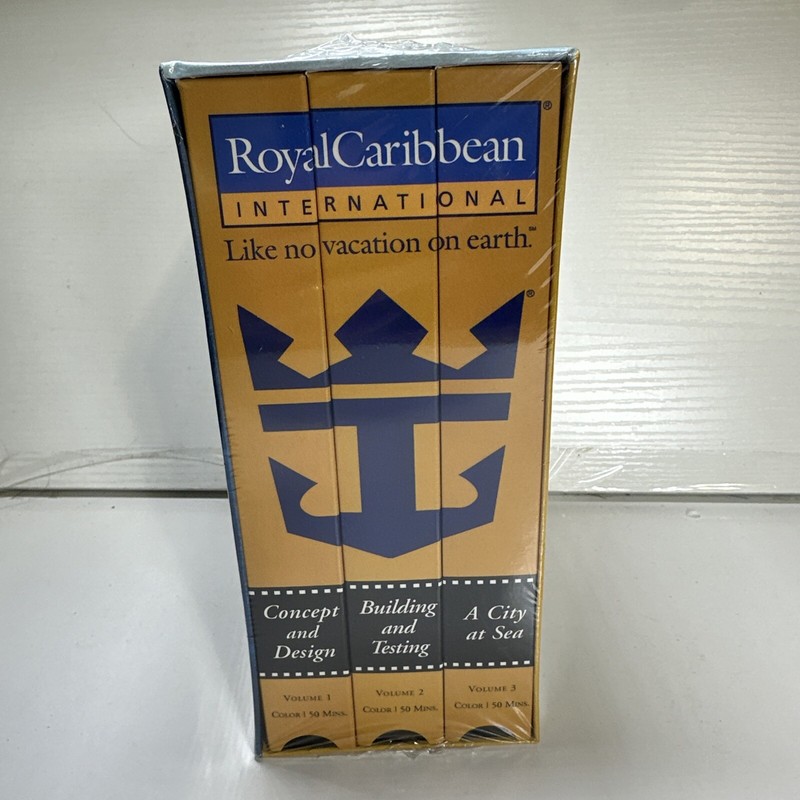 RoyalCaribbean®
INTERNATIONAL
Like no vacation on earth.™
®
Concept
and
Design
Building
and
Testing
A City
at Sea
VOLUME 1
COLOR | 50 MINS.
VOLUME 2
COLOR | 50 MINS.
VOLUME 3
COLOR | 50 MINS.